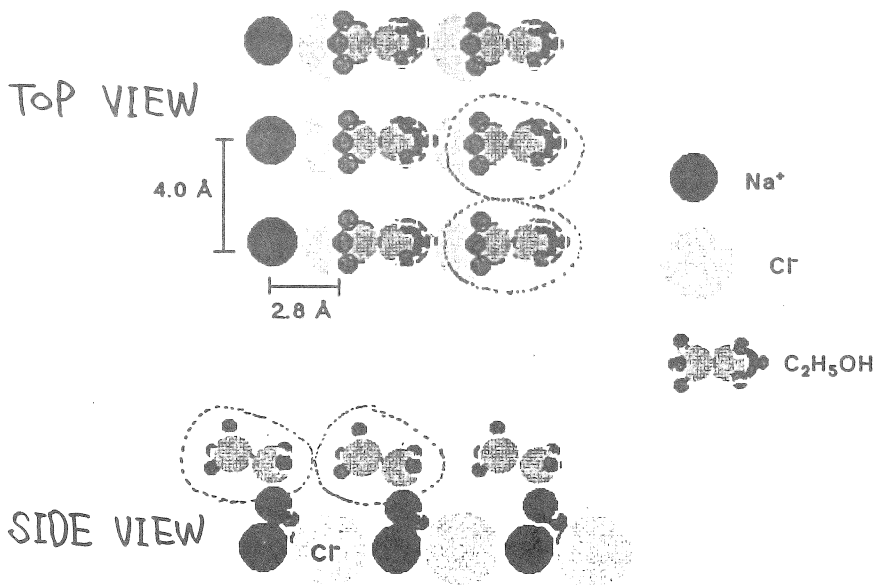 TOP VIEW
4.0 Å
2.8 Å
Na⁺
Cl⁻
C₂H₅OH
SIDE VIEW
Cl⁻